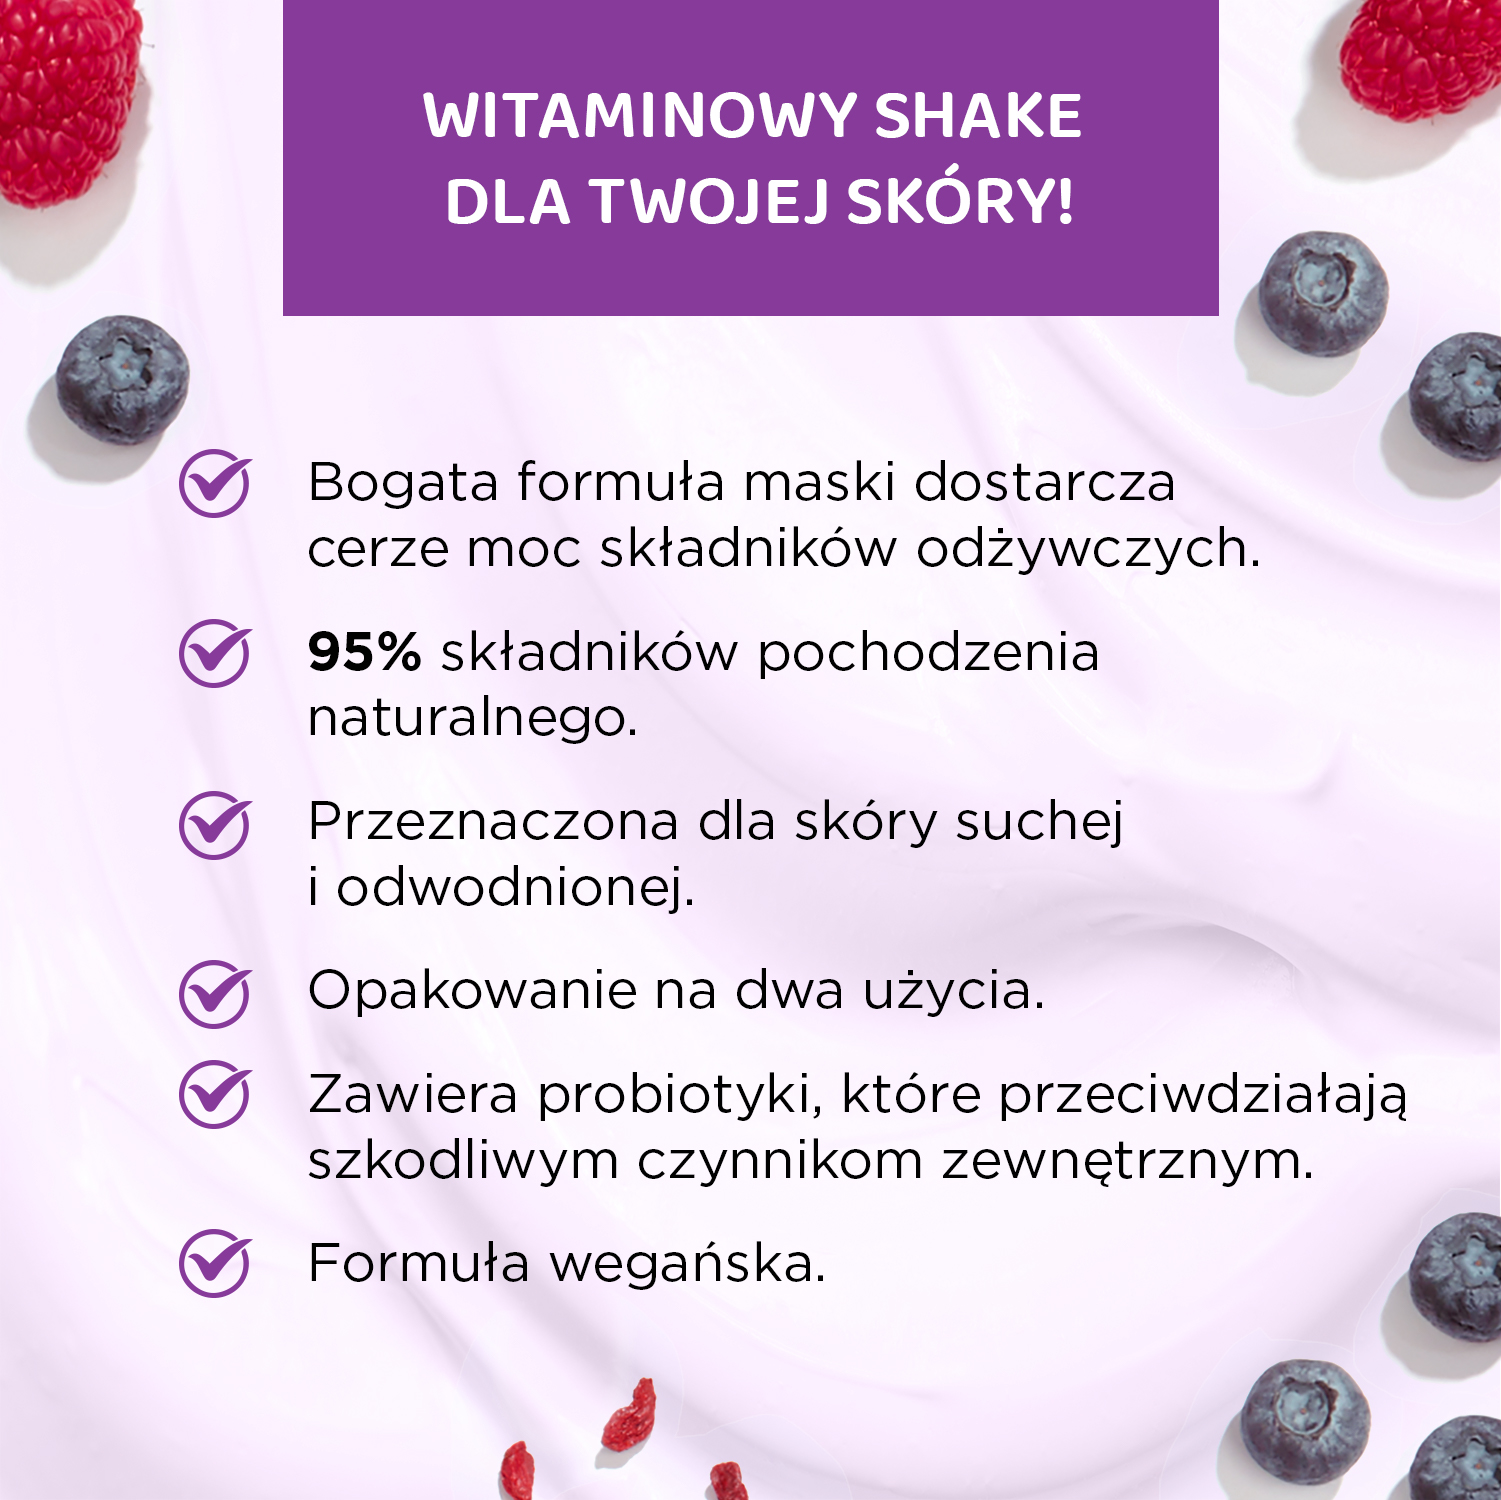 WITAMINOWY SHAKE
DLA TWOJEJ SKÓRY!
Bogata formuła maski dostarcza
cerze moc składników odżywczych.
95% składników pochodzenia
naturalnego.
Przeznaczona dla skóry suchej
i odwodnionej.
Opakowanie na dwa użycia.
Zawiera probiotyki, które przeciwdziałają
szkodliwym czynnikom zewnętrznym.
Formuła wegańska.